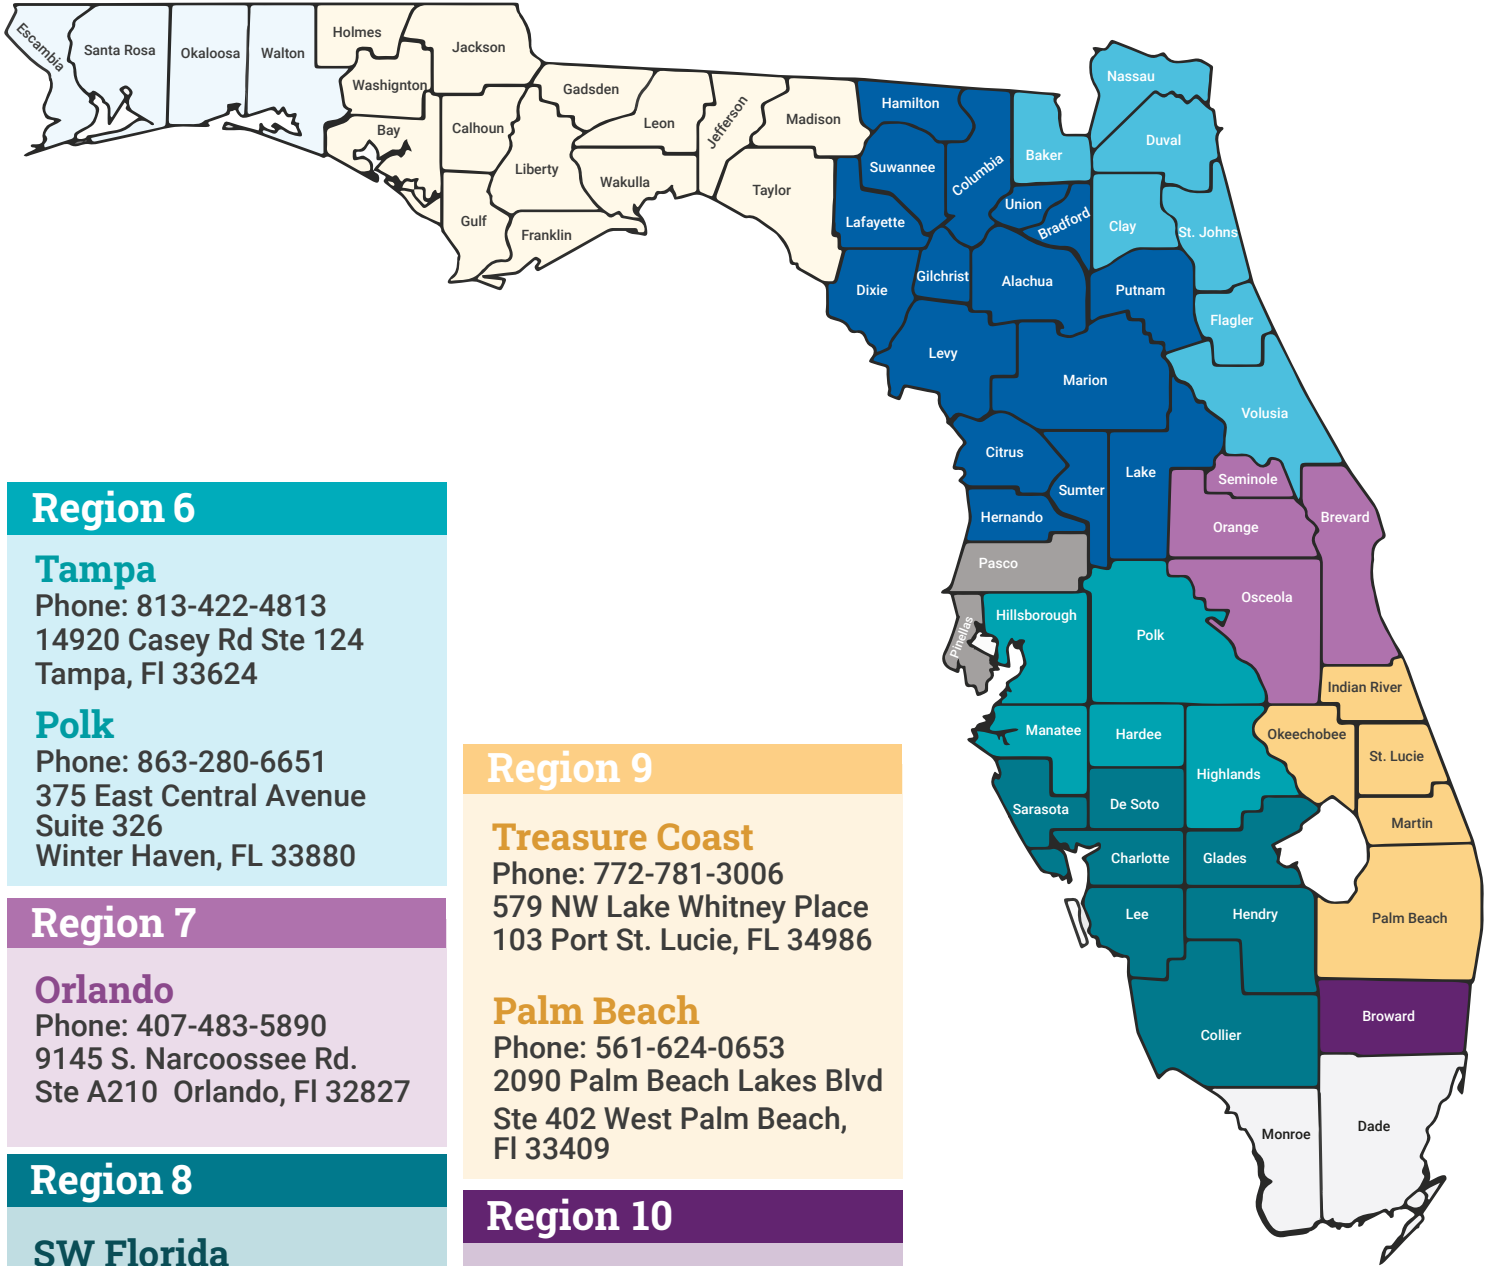 Escambia
Santa Rosa
Okaloosa
Walton
Holmes
Washignton
Jackson
Bay
Calhoun
Gulf
Liberty
Franklin
Gadsden
Leon
Wakulla
Jefferson
Madison
Taylor
Hamilton
Suwannee
Lafayette
Columbia
Baker
Nassau
Duval
Union
Bradford
Clay
St. Johns
Dixie
Gilchrist
Alachua
Putnam
Flagler
Levy
Marion
Volusia
Citrus
Sumter
Lake
Seminole
Hernando
Orange
Brevard
Pasco
Osceola
Pinellas
Hillsborough
Polk
Indian River
Manatee
Hardee
Okeechobee
St. Lucie
Highlands
Sarasota
De Soto
Martin
Charlotte
Glades
Lee
Hendry
Palm Beach
Collier
Broward
Monroe
Dade
Region 6
Tampa
Phone: 813-422-4813
14920 Casey Rd Ste 124
Tampa, Fl 33624
Polk
Phone: 863-280-6651
375 East Central Avenue
Suite 326
Winter Haven, FL 33880
Region 7
Orlando
Phone: 407-483-5890
9145 S. Narcoossee Rd.
Ste A210 Orlando, Fl 32827
Region 8
SW Florida
Region 9
Treasure Coast
Phone: 772-781-3006
579 NW Lake Whitney Place
103 Port St. Lucie, FL 34986
Palm Beach
Phone: 561-624-0653
2090 Palm Beach Lakes Blvd
Ste 402 West Palm Beach,
Fl 33409
Region 10